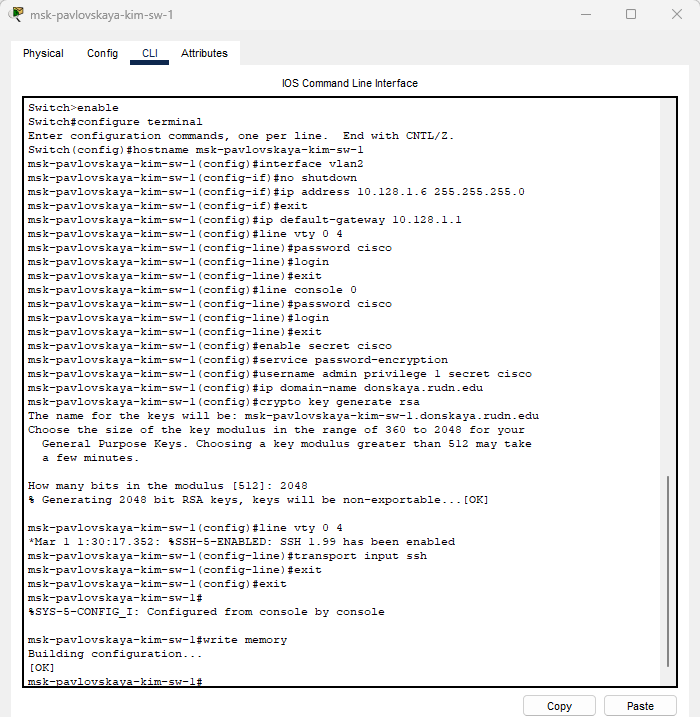 msk-pavlovskaya-kim-sw-1
Physical Config CLI Attributes
IOS Command Line Interface
Switch>enable
Switch#configure terminal
Enter configuration commands, one per line.  End with CNTL/Z.
Switch(config)#hostname msk-pavlovskaya-kim-sw-1
msk-pavlovskaya-kim-sw-1(config)#interface vlan2
msk-pavlovskaya-kim-sw-1(config-if)#no shutdown
msk-pavlovskaya-kim-sw-1(config-if)#ip address 10.128.1.6 255.255.255.0
msk-pavlovskaya-kim-sw-1(config-if)#exit
msk-pavlovskaya-kim-sw-1(config)#ip default-gateway 10.128.1.1
msk-pavlovskaya-kim-sw-1(config)#line vty 0 4
msk-pavlovskaya-kim-sw-1(config-line)#password cisco
msk-pavlovskaya-kim-sw-1(config-line)#login
msk-pavlovskaya-kim-sw-1(config-line)#exit
msk-pavlovskaya-kim-sw-1(config)#line console 0
msk-pavlovskaya-kim-sw-1(config-line)#password cisco
msk-pavlovskaya-kim-sw-1(config-line)#login
msk-pavlovskaya-kim-sw-1(config-line)#exit
msk-pavlovskaya-kim-sw-1(config)#enable secret cisco
msk-pavlovskaya-kim-sw-1(config)#service password-encryption
msk-pavlovskaya-kim-sw-1(config)#username admin privilege 1 secret cisco
msk-pavlovskaya-kim-sw-1(config)#ip domain-name donskaya.rudn.edu
msk-pavlovskaya-kim-sw-1(config)#crypto key generate rsa
The name for the keys will be: msk-pavlovskaya-kim-sw-1.donskaya.rudn.edu
Choose the size of the key modulus in the range of 360 to 2048 for your
General Purpose Keys. Choosing a key modulus greater than 512 may take
a few minutes.
How many bits in the modulus [512]: 2048
% Generating 2048 bit RSA keys, keys will be non-exportable...[OK]
msk-pavlovskaya-kim-sw-1(config)#line vty 0 4
*Mar 1 1:30:17.352: %SSH-5-ENABLED: SSH 1.99 has been enabled
msk-pavlovskaya-kim-sw-1(config-line)#transport input ssh
msk-pavlovskaya-kim-sw-1(config-line)#exit
msk-pavlovskaya-kim-sw-1(config)#exit
msk-pavlovskaya-kim-sw-1#
%SYS-5-CONFIG_I: Configured from console by console
msk-pavlovskaya-kim-sw-1#write memory
Building configuration...
[OK]
msk-pavlovskaya-kim-sw-1#
Copy Paste